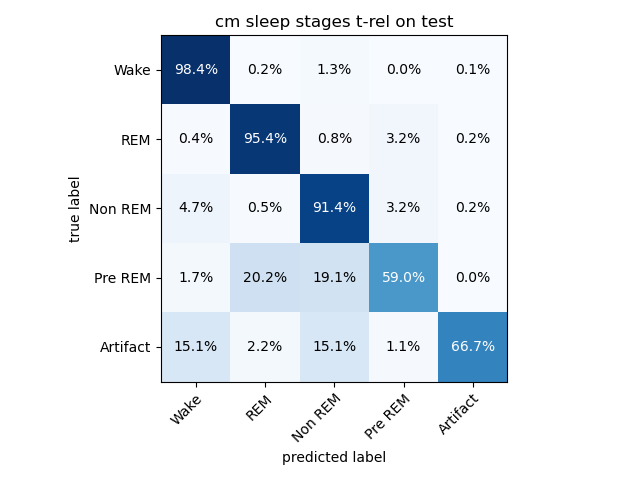 cm sleep stages t-rel on test
Wake 98.4% 0.2% 1.3% 0.0% 0.1%
REM 0.4% 95.4% 0.8% 3.2% 0.2%
Non REM 4.7% 0.5% 91.4% 3.2% 0.2%
Pre REM 1.7% 20.2% 19.1% 59.0% 0.0%
Artifact 15.1% 2.2% 15.1% 1.1% 66.7%
true label
Wake REM Non REM Pre REM Artifact
predicted label